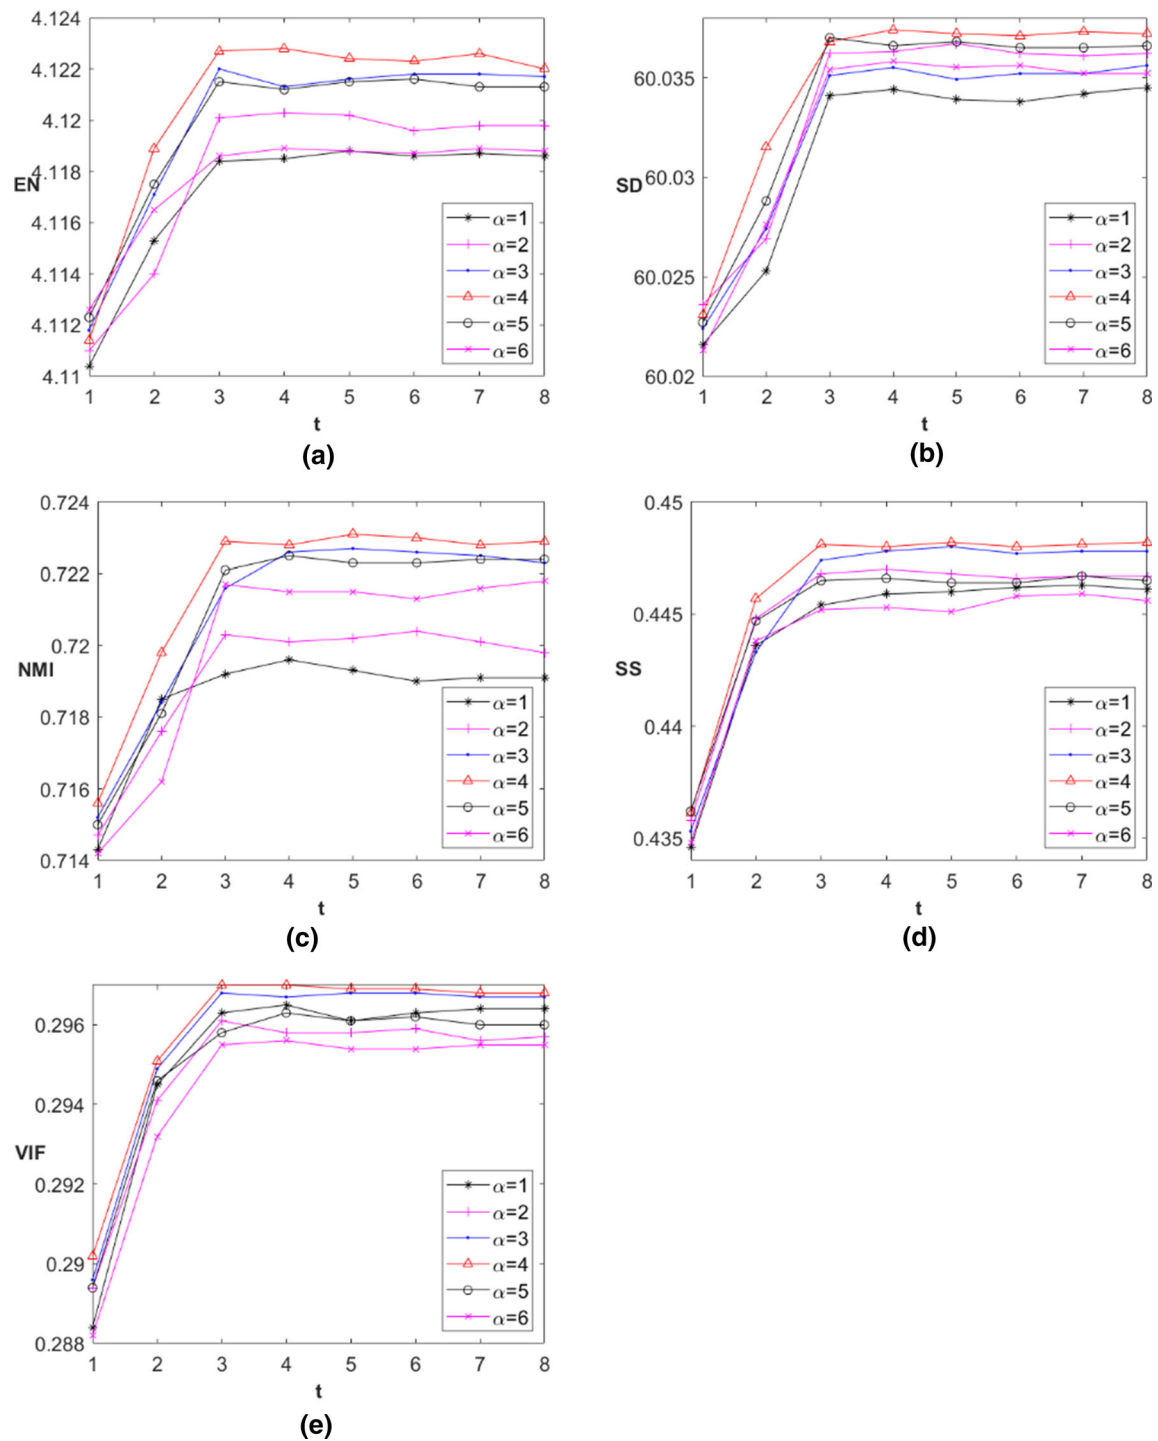 4.124
4.122
4.12
4.118
4.116
4.114
4.112
4.11
EN
α=1
α=2
α=3
α=4
α=5
α=6
1 2 3 4 5 6 7 8
t
(a)
60.035
60.03
60.025
60.02
SD
α=1
α=2
α=3
α=4
α=5
α=6
1 2 3 4 5 6 7 8
t
(b)
0.724
0.722
0.72
0.718
0.716
0.714
NMI
α=1
α=2
α=3
α=4
α=5
α=6
1 2 3 4 5 6 7 8
t
(c)
0.45
0.445
0.44
0.435
SS
α=1
α=2
α=3
α=4
α=5
α=6
1 2 3 4 5 6 7 8
t
(d)
0.296
0.294
0.292
0.29
0.288
VIF
α=1
α=2
α=3
α=4
α=5
α=6
1 2 3 4 5 6 7 8
t
(e)